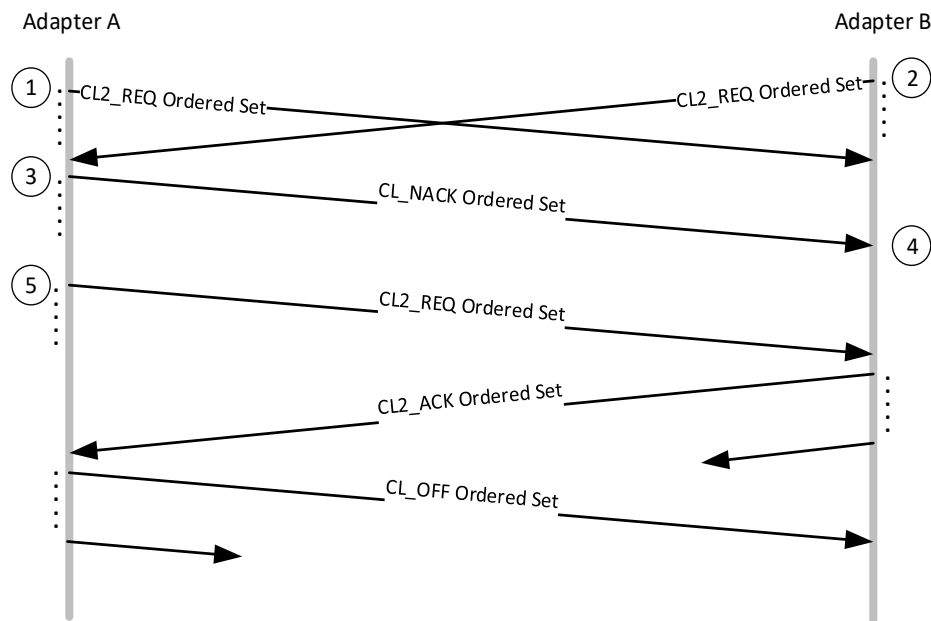 Adapter A
Adapter B
1
CL2_REQ Ordered Set
CL2_REQ Ordered Set
2
3
CL_NACK Ordered Set
4
5
CL2_REQ Ordered Set
CL2_ACK Ordered Set
CL_OFF Ordered Set